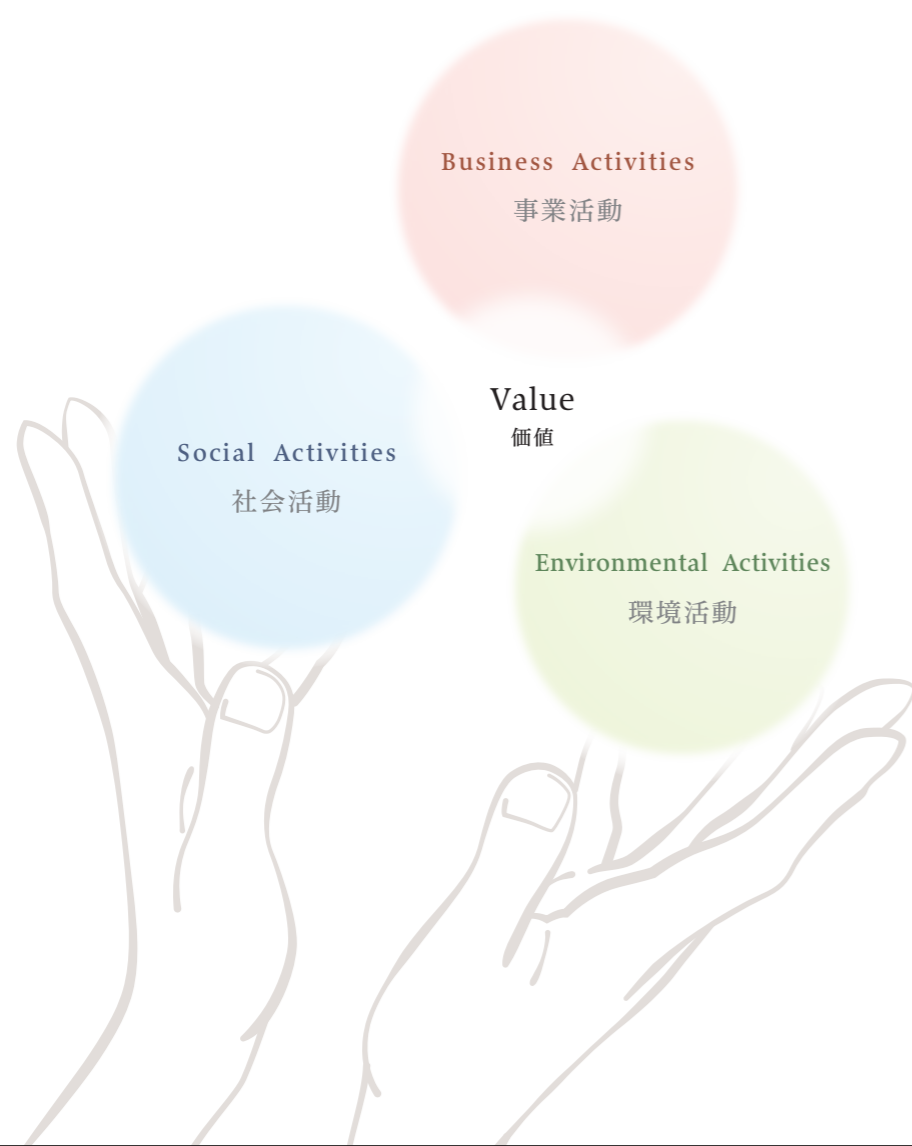 Business Activities
事業活動
Value
価値
Social Activities
社会活動
Environmental Activities
環境活動